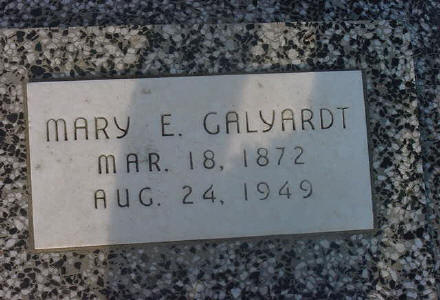 MARY E. GALYARDT
MAR. 18, 1872
AUG. 24, 1949